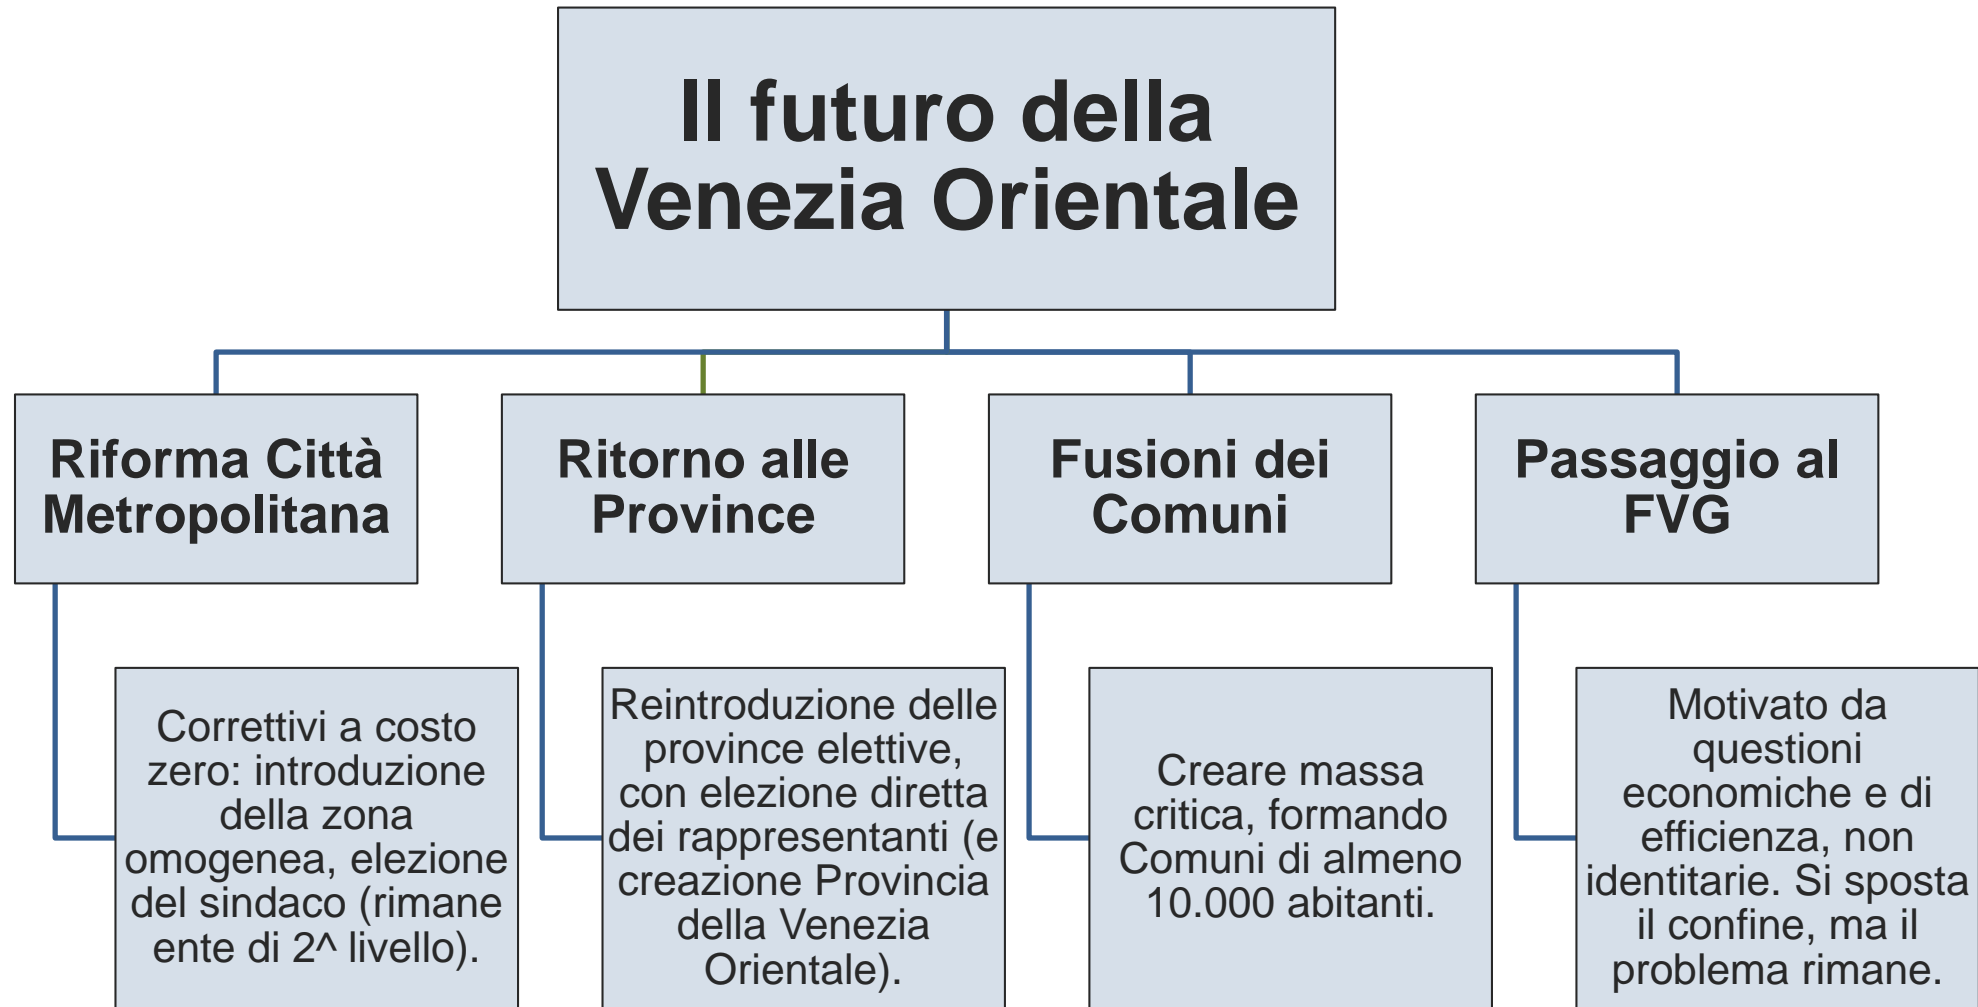 Il futuro della
Venezia Orientale
Riforma Città
Metropolitana
Ritorno alle
Province
Fusioni dei
Comuni
Passaggio al
FVG
Correttivi a costo
zero: introduzione
della zona
omogenea, elezione
del sindaco (rimane
ente di 2^ livello).
Reintroduzione delle
province elettive,
con elezione diretta
dei rappresentanti (e
creazione Provincia
della Venezia
Orientale).
Creare massa
critica, formando
Comuni di almeno
10.000 abitanti.
Motivato da
questioni
economiche e di
efficienza, non
identitarie. Si sposta
il confine, ma il
problema rimane.